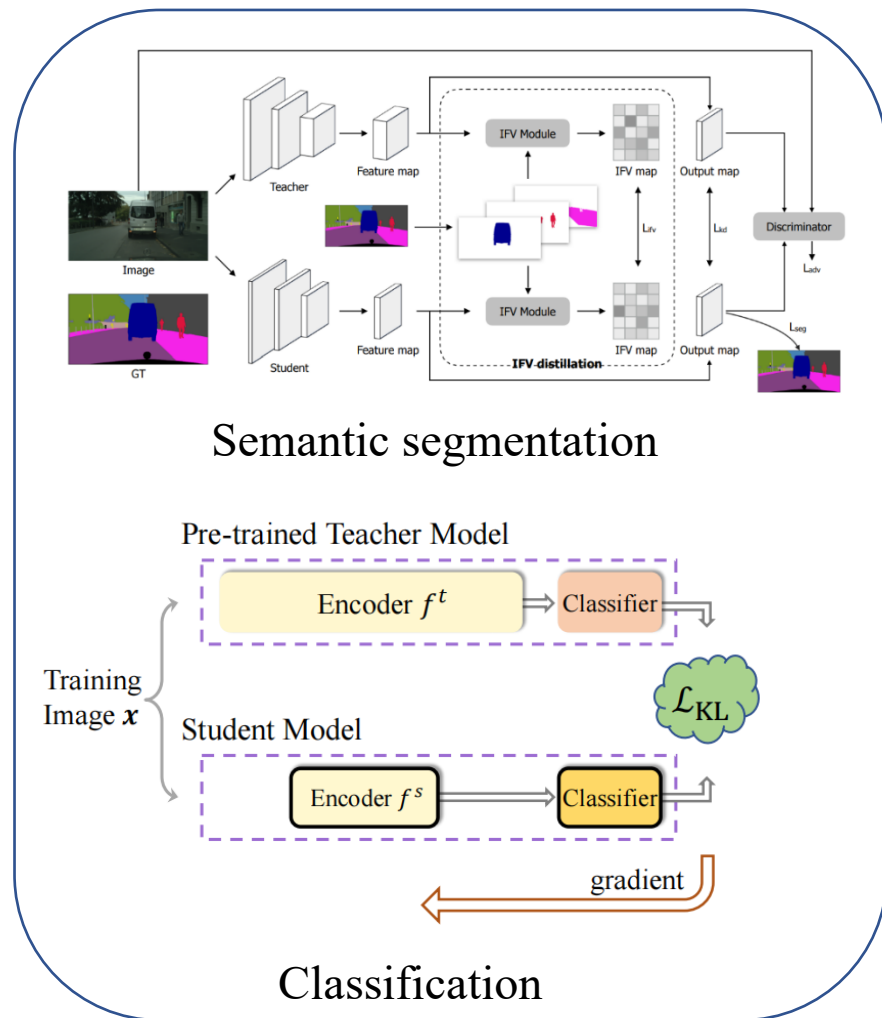 Teacher
Feature map
IFV Module
IFV map
Output map
Image
Lifv
Lkd
Discriminator
Ladv
GT
Student
Feature map
IFV Module
IFV map
Output map
Lseg
IFV distillation
Semantic segmentation
Pre-trained Teacher Model
Encoder f^t
Classifier
Training
Image x
ℒ_KL
Student Model
Encoder f^s
Classifier
gradient
Classification